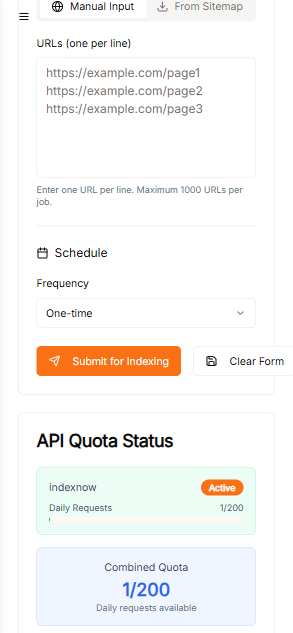 Manual Input
From Sitemap
URLs (one per line)
https://example.com/page1
https://example.com/page2
https://example.com/page3
Enter one URL per line. Maximum 1000 URLs per
job.
Schedule
Frequency
One-time
Submit for Indexing
Clear Form
API Quota Status
indexnow
Active
Daily Requests
1/200
Combined Quota
1/200
Daily requests available